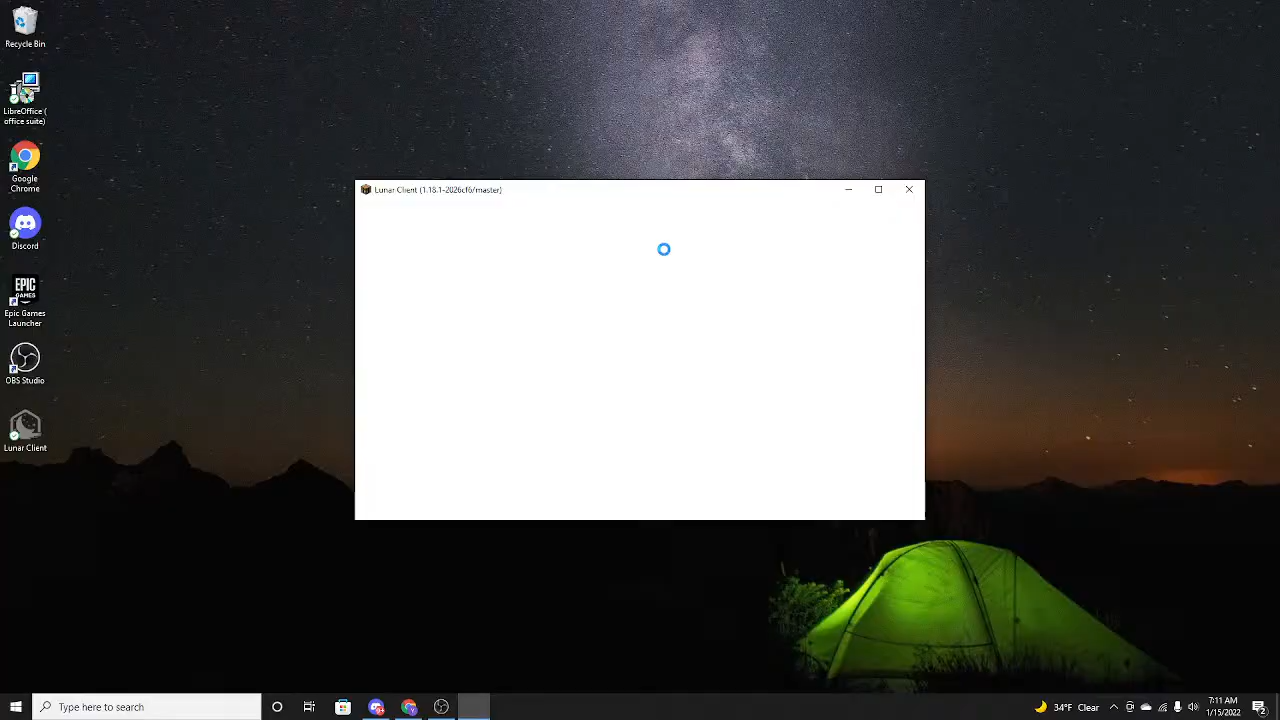 Recycle Bin
LibreOffice (
office suite)
Google
Chrome
Discord
EPIC
GAMES
Epic Games
Launcher
OBS Studio
Lunar Client
Lunar Client (1.18.1-2026cf6/master)
Type here to search
34°F Clear
7:11 AM
1/15/2022